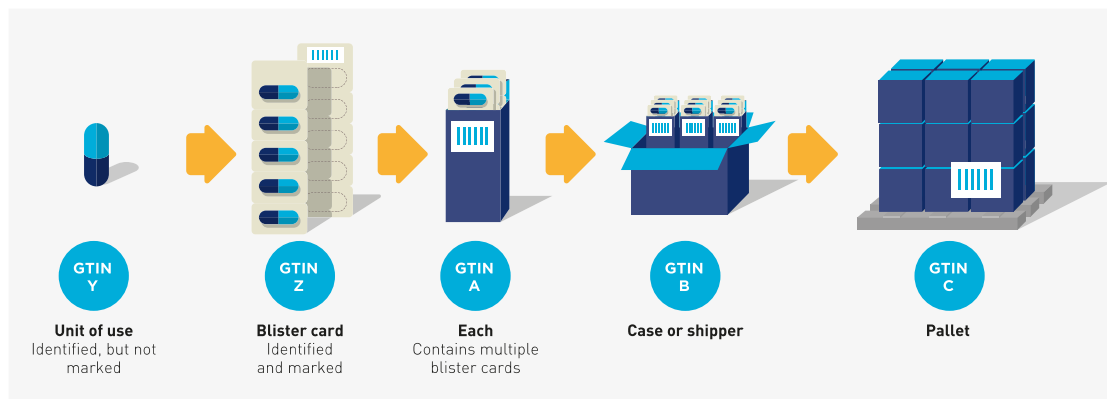 GTIN
Y
GTIN
Z
GTIN
A
GTIN
B
GTIN
C
Unit of use
Identified, but not
marked
Blister card
Identified
and marked
Each
Contains multiple
blister cards
Case or shipper
Pallet